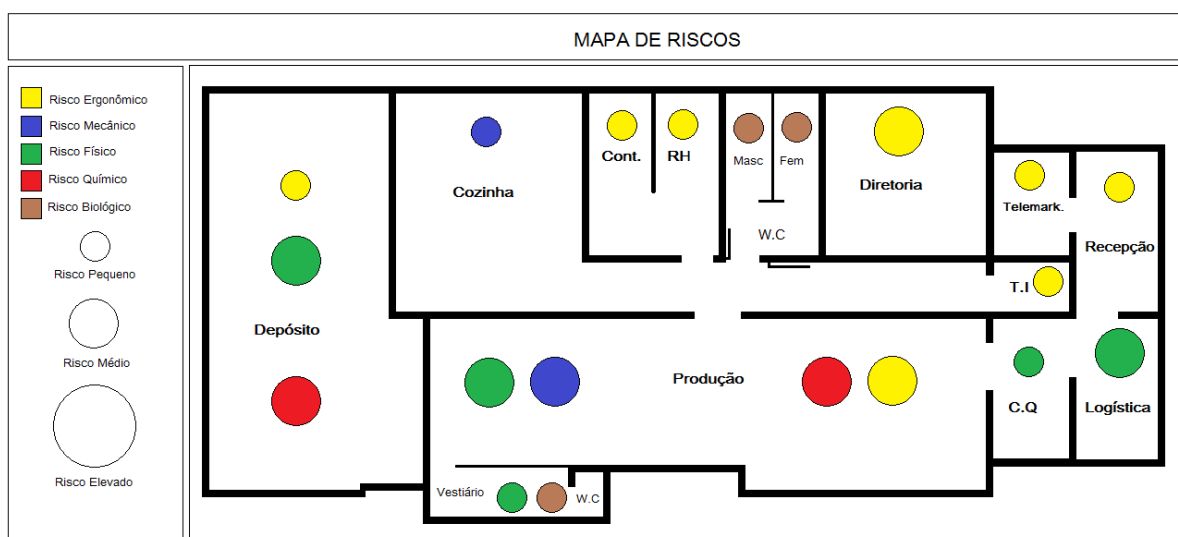 MAPA DE RISCOS
Risco Ergonômico
Risco Mecânico
Risco Físico
Risco Químico
Risco Biológico
Risco Pequeno
Risco Médio
Risco Elevado
Depósito
Cozinha
Cont.
RH
Masc
Fem
W.C
Diretoria
Telemark.
Recepção
T.I
Produção
C.Q
Logística
Vestiário
W.C